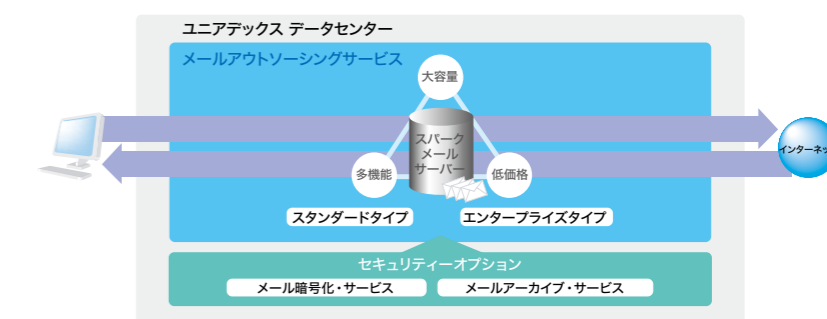 ユニアデックス データセンター
メールアウトソーシングサービス
大容量
スパーク
メール
サーバー
多機能
低価格
インターネッ
スタンダードタイプ
エンタープライズタイプ
セキュリティーオプション
メール暗号化・サービス
メールアーカイブ・サービス